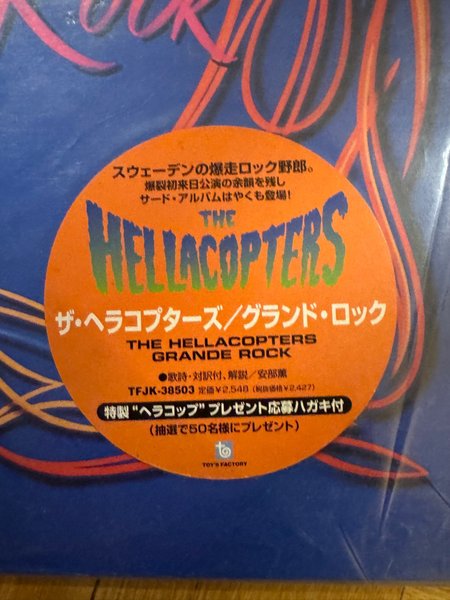 ROCK
スウェーデンの爆走ロック野郎。
爆裂初来日公演の余韻を残し
サード・アルバムはやくも登場!
THE
HELLACOPTERS
ザ・ヘラコプターズ/グランド・ロック
THE HELLACOPTERS
GRANDE ROCK
●歌詩・対訳付、解説/安部薫
TFJK-38503 定価¥2,548 (税抜価格¥2,427)
特製“ヘラコップ”プレゼント応募ハガキ付
(抽選で50名様にプレゼント)
TOY'S FACTORY